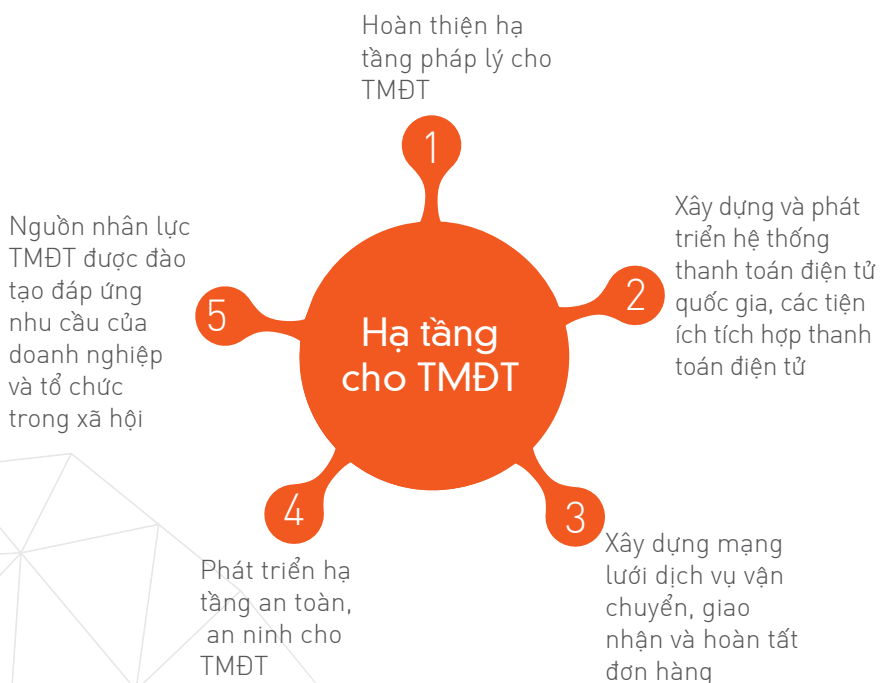 Hoàn thiện hạ
tầng pháp lý cho
TMĐT
1
Xây dựng và phát
triển hệ thống
thanh toán điện tử
quốc gia, các tiện
ích tích hợp thanh
toán điện tử
2
Xây dựng mạng
lưới dịch vụ vận
chuyển, giao
nhận và hoàn tất
đơn hàng
3
Phát triển hạ
tầng an toàn,
an ninh cho
TMĐT
4
Nguồn nhân lực
TMĐT được đào
tạo đáp ứng
nhu cầu của
doanh nghiệp
và tổ chức
trong xã hội
5
Hạ tầng
cho TMĐT